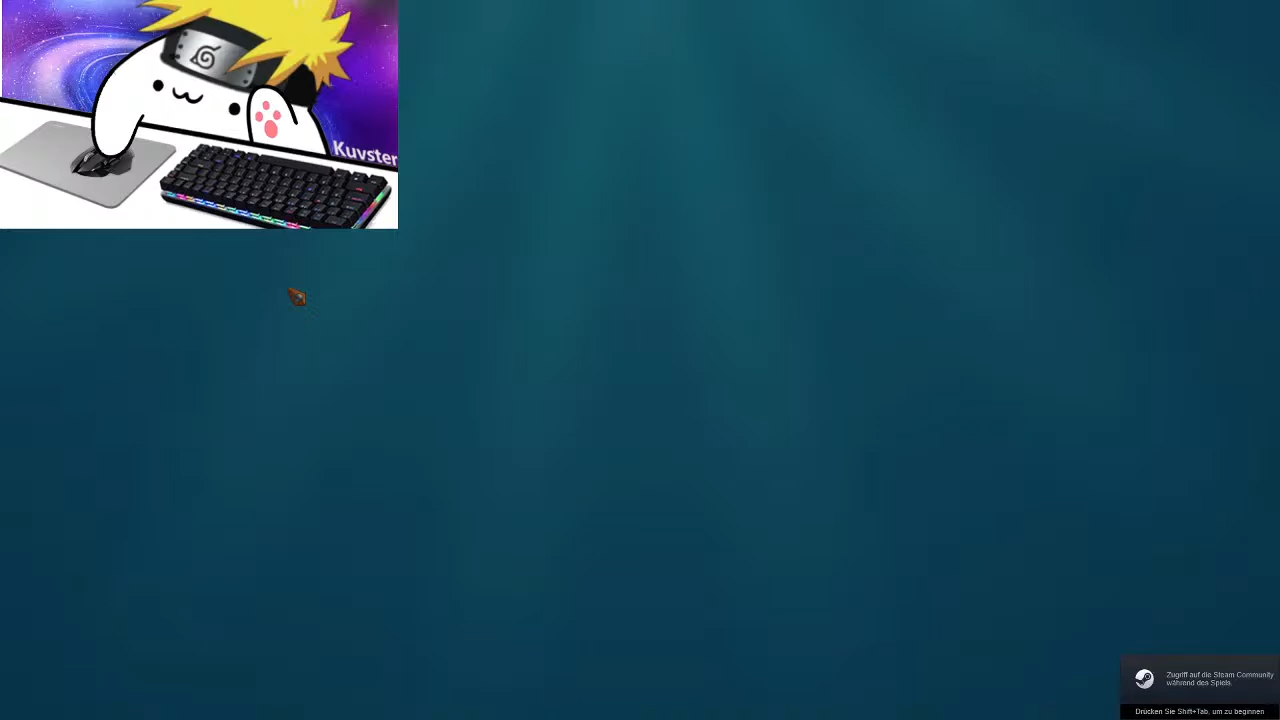 Kuvster
Zugriff auf die Steam Community
während des Spiels.
Drücken Sie Shift+Tab, um zu beginnen